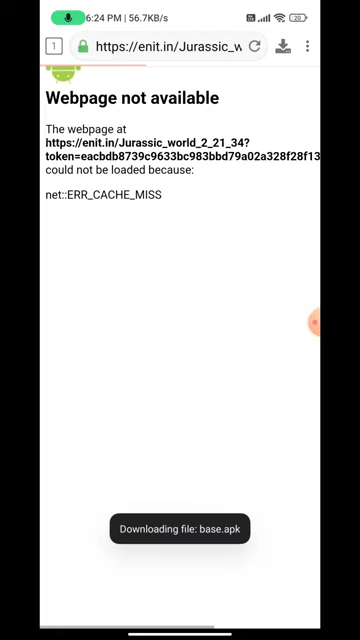 6:24 PM | 56.7KB/s
20
1
https://enit.in/Jurassic_w
Webpage not available
The webpage at
https://enit.in/Jurassic_world_2_21_34?
token=eacbdb8739c9633bc983bbd79a02a328f28f13
could not be loaded because:
net::ERR_CACHE_MISS
Downloading file: base.apk